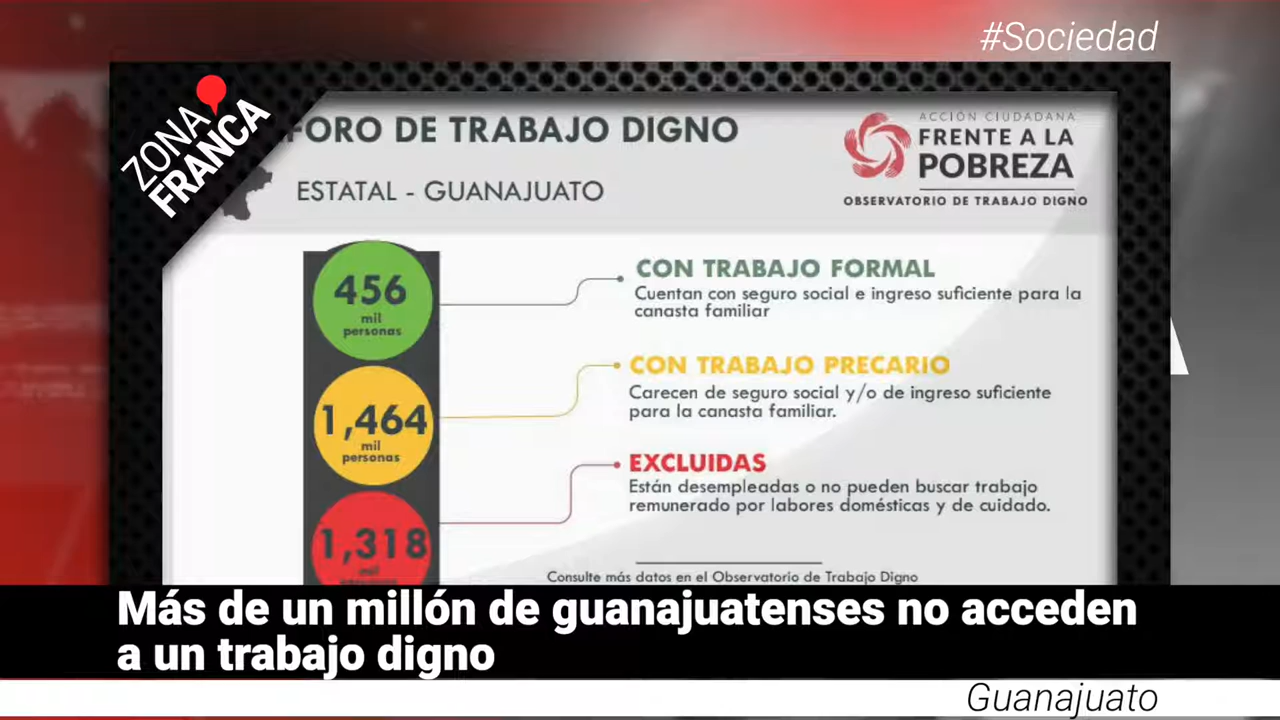 #Sociedad
ZONA
FRANCA
FORO DE TRABAJO DIGNO
ESTATAL - GUANAJUATO
ACCIÓN CIUDADANA
FRENTE A LA
POBREZA
OBSERVATORIO DE TRABAJO DIGNO
456
mil
personas
CON TRABAJO FORMAL
Cuentan con seguro social e ingreso suficiente para la
canasta familiar
1,464
mil
personas
CON TRABAJO PRECARIO
Carecen de seguro social y/o de ingreso suficiente
para la canasta familiar.
1,318
mil
EXCLUIDAS
Están desempleadas o no pueden buscar trabajo
remunerado por labores domésticas y de cuidado.
Consulte más datos en el Observatorio de Trabajo Digno
Más de un millón de guanajuatenses no acceden
a un trabajo digno
Guanajuato